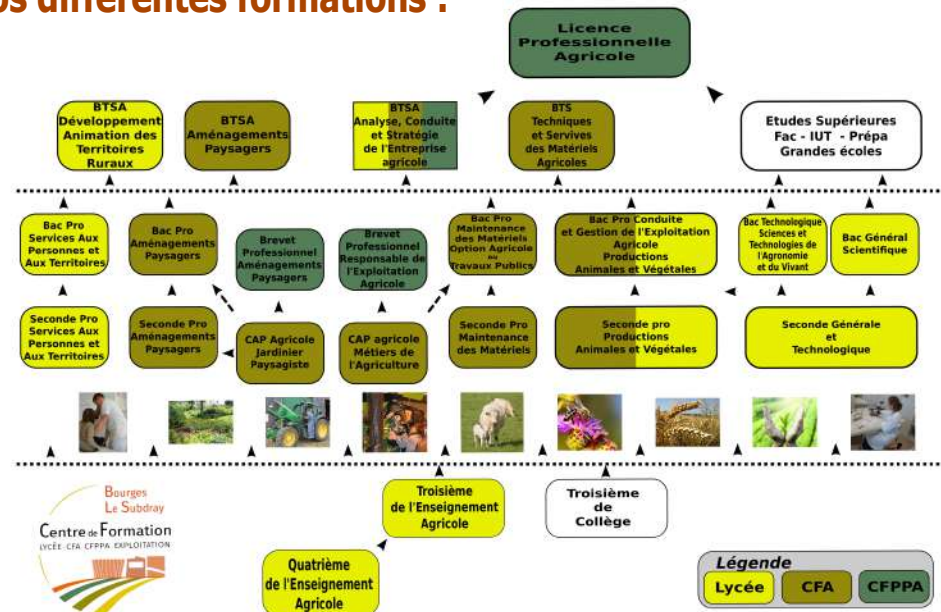 os différentes formations :
Licence
Professionnelle
Agricole
BTSA
Développement
Animation des
Territoires
Ruraux
BTSA
Aménagements
Paysagers
BTSA
Analyse, Conduite
et Stratégie
de l'Entreprise
agricole
BTS
Techniques
et Servives
des Matériels
Agricoles
Etudes Supérieures
Fac - IUT - Prépa
Grandes écoles
Bac Pro
Services Aux
Personnes et
Aux Territoires
Bac Pro
Aménagements
Paysagers
Brevet
Professionnel
Aménagements
Paysagers
Brevet
Professionnel
Responsable de
l'Exploitation
Agricole
Bac Pro
Maintenance
des Matériels
Option Agricole
ou
Travaux Publics
Bac Pro Conduite
et Gestion de l'Exploitation
Agricole
Productions
Animales et Végétales
Bac Technologique
Sciences et
Technologies de
l'Agronomie
et du Vivant
Bac Général
Scientifique
Seconde Pro
Services Aux
Personnes et
Aux Territoires
Seconde Pro
Aménagements
Paysagers
CAP Agricole
Jardinier
Paysagiste
CAP agricole
Métiers de
l'Agriculture
Seconde Pro
Maintenance
des Matériels
Seconde pro
Productions
Animales et Végétales
Seconde Générale
et
Technologique
Troisième
de l'Enseignement
Agricole
Troisième
de
Collège
Quatrième
de l'Enseignement
Agricole
Bourges
Le Subdray
Centre de Formation
LYCÉE CFA CFPPA EXPLOITATION
Légende
Lycée
CFA
CFPPA